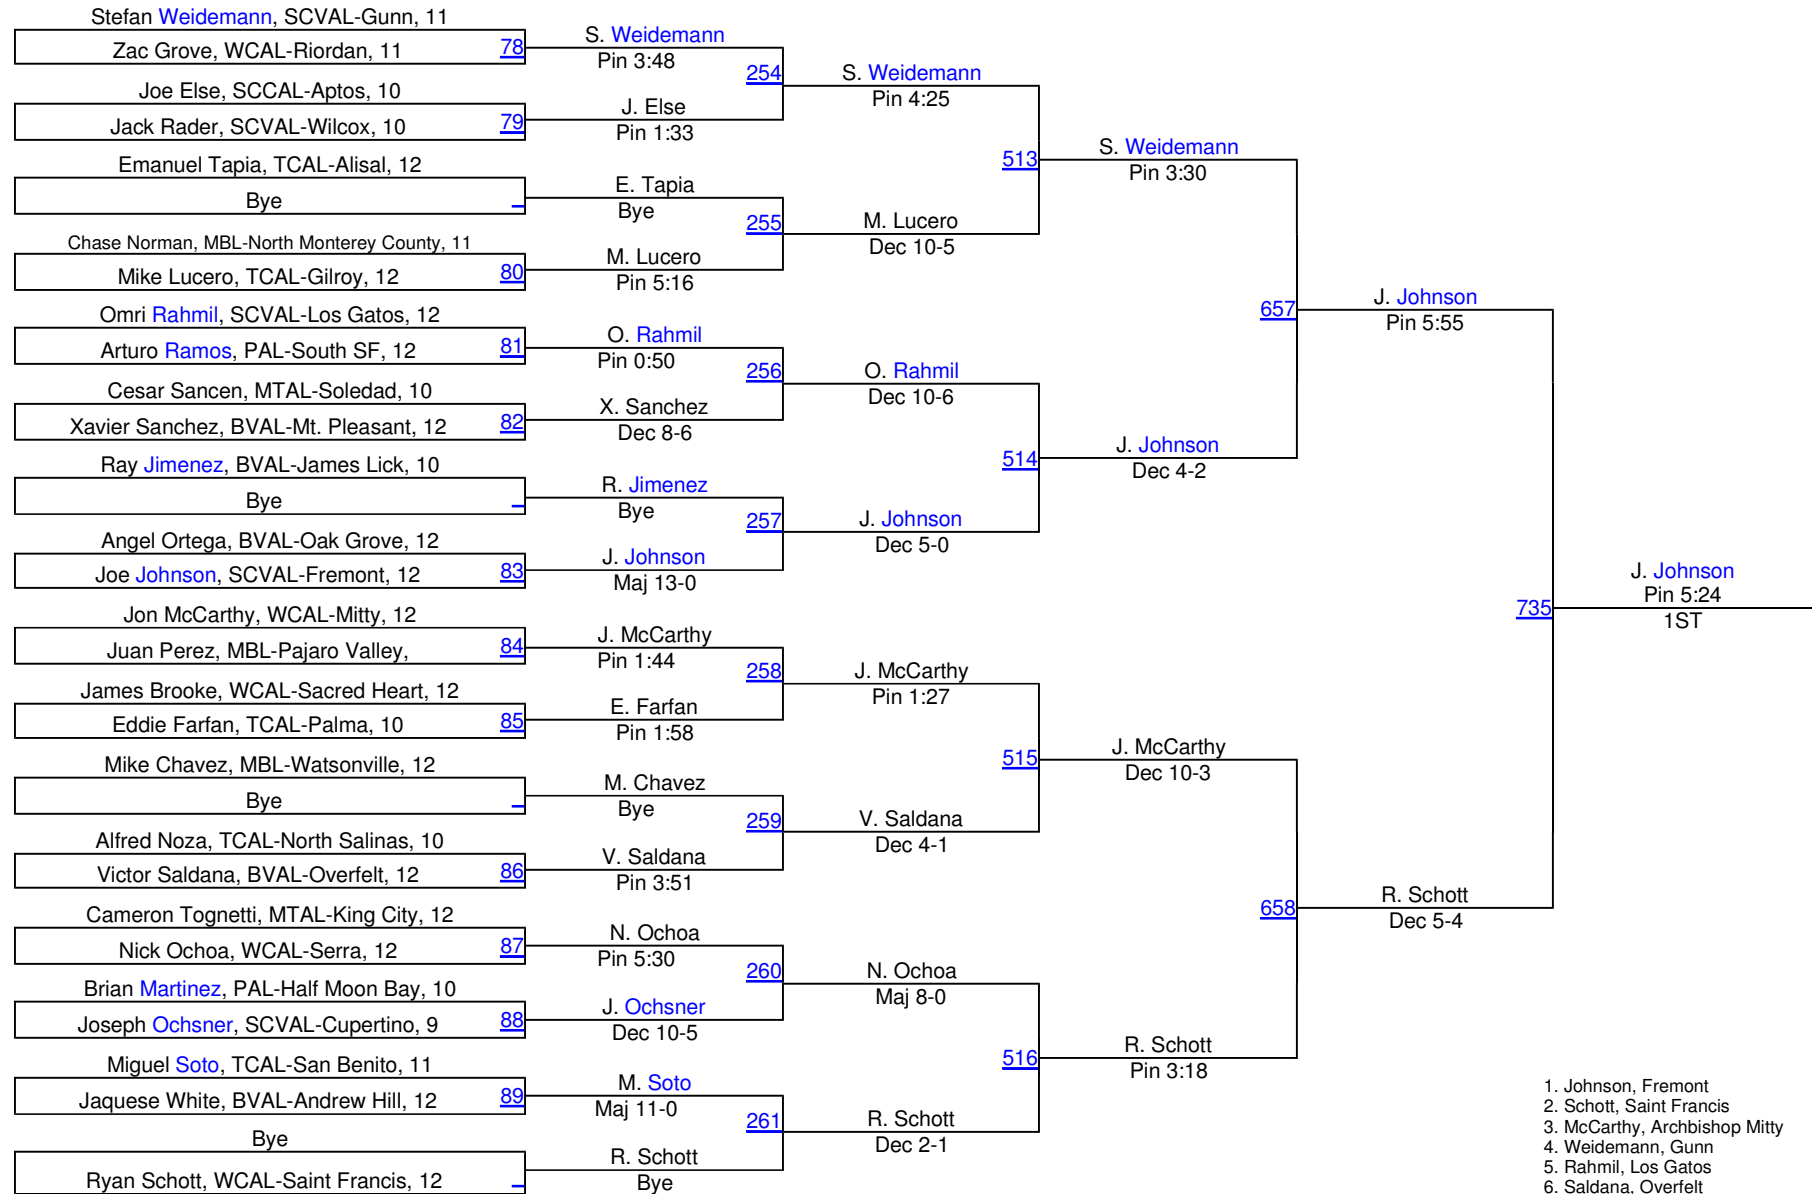 Stefan Weidemann, SCVAL-Gunn, 11
Zac Grove, WCAL-Riordan, 11
78
Joe Else, SCCAL-Aptos, 10
Jack Rader, SCVAL-Wilcox, 10
79
Emanuel Tapia, TCAL-Alisal, 12
Bye
Chase Norman, MBL-North Monterey County, 11
Mike Lucero, TCAL-Gilroy, 12
80
Omri Rahmil, SCVAL-Los Gatos, 12
Arturo Ramos, PAL-South SF, 12
81
Cesar Sancen, MTAL-Soledad, 10
Xavier Sanchez, BVAL-Mt. Pleasant, 12
82
Ray Jimenez, BVAL-James Lick, 10
Bye
Angel Ortega, BVAL-Oak Grove, 12
Joe Johnson, SCVAL-Fremont, 12
83
Jon McCarthy, WCAL-Mitty, 12
Juan Perez, MBL-Pajaro Valley,
84
James Brooke, WCAL-Sacred Heart, 12
Eddie Farfan, TCAL-Palma, 10
85
Mike Chavez, MBL-Watsonville, 12
Bye
Alfred Noza, TCAL-North Salinas, 10
Victor Saldana, BVAL-Overfelt, 12
86
Cameron Tognetti, MTAL-King City, 12
Nick Ochoa, WCAL-Serra, 12
87
Brian Martinez, PAL-Half Moon Bay, 10
Joseph Ochsner, SCVAL-Cupertino, 9
88
Miguel Soto, TCAL-San Benito, 11
Jaquese White, BVAL-Andrew Hill, 12
89
Bye
Ryan Schott, WCAL-Saint Francis, 12
S. Weidemann
Pin 3:48
254
J. Else
Pin 1:33
E. Tapia
Bye
255
M. Lucero
Pin 5:16
O. Rahmil
Pin 0:50
256
X. Sanchez
Dec 8-6
R. Jimenez
Bye
257
J. Johnson
Maj 13-0
J. McCarthy
Pin 1:44
258
E. Farfan
Pin 1:58
M. Chavez
Bye
259
V. Saldana
Pin 3:51
N. Ochoa
Pin 5:30
260
J. Ochsner
Dec 10-5
M. Soto
Maj 11-0
261
R. Schott
Bye
S. Weidemann
Pin 4:25
513
M. Lucero
Dec 10-5
O. Rahmil
Dec 10-6
514
J. Johnson
Dec 5-0
J. McCarthy
Pin 1:27
515
V. Saldana
Dec 4-1
N. Ochoa
Maj 8-0
516
R. Schott
Dec 2-1
S. Weidemann
Pin 3:30
657
J. Johnson
Dec 4-2
J. McCarthy
Dec 10-3
658
R. Schott
Pin 3:18
J. Johnson
Pin 5:55
735
R. Schott
Dec 5-4
J. Johnson
Pin 5:24
1ST
1. Johnson, Fremont
2. Schott, Saint Francis
3. McCarthy, Archbishop Mitty
4. Weidemann, Gunn
5. Rahmil, Los Gatos
6. Saldana, Overfelt